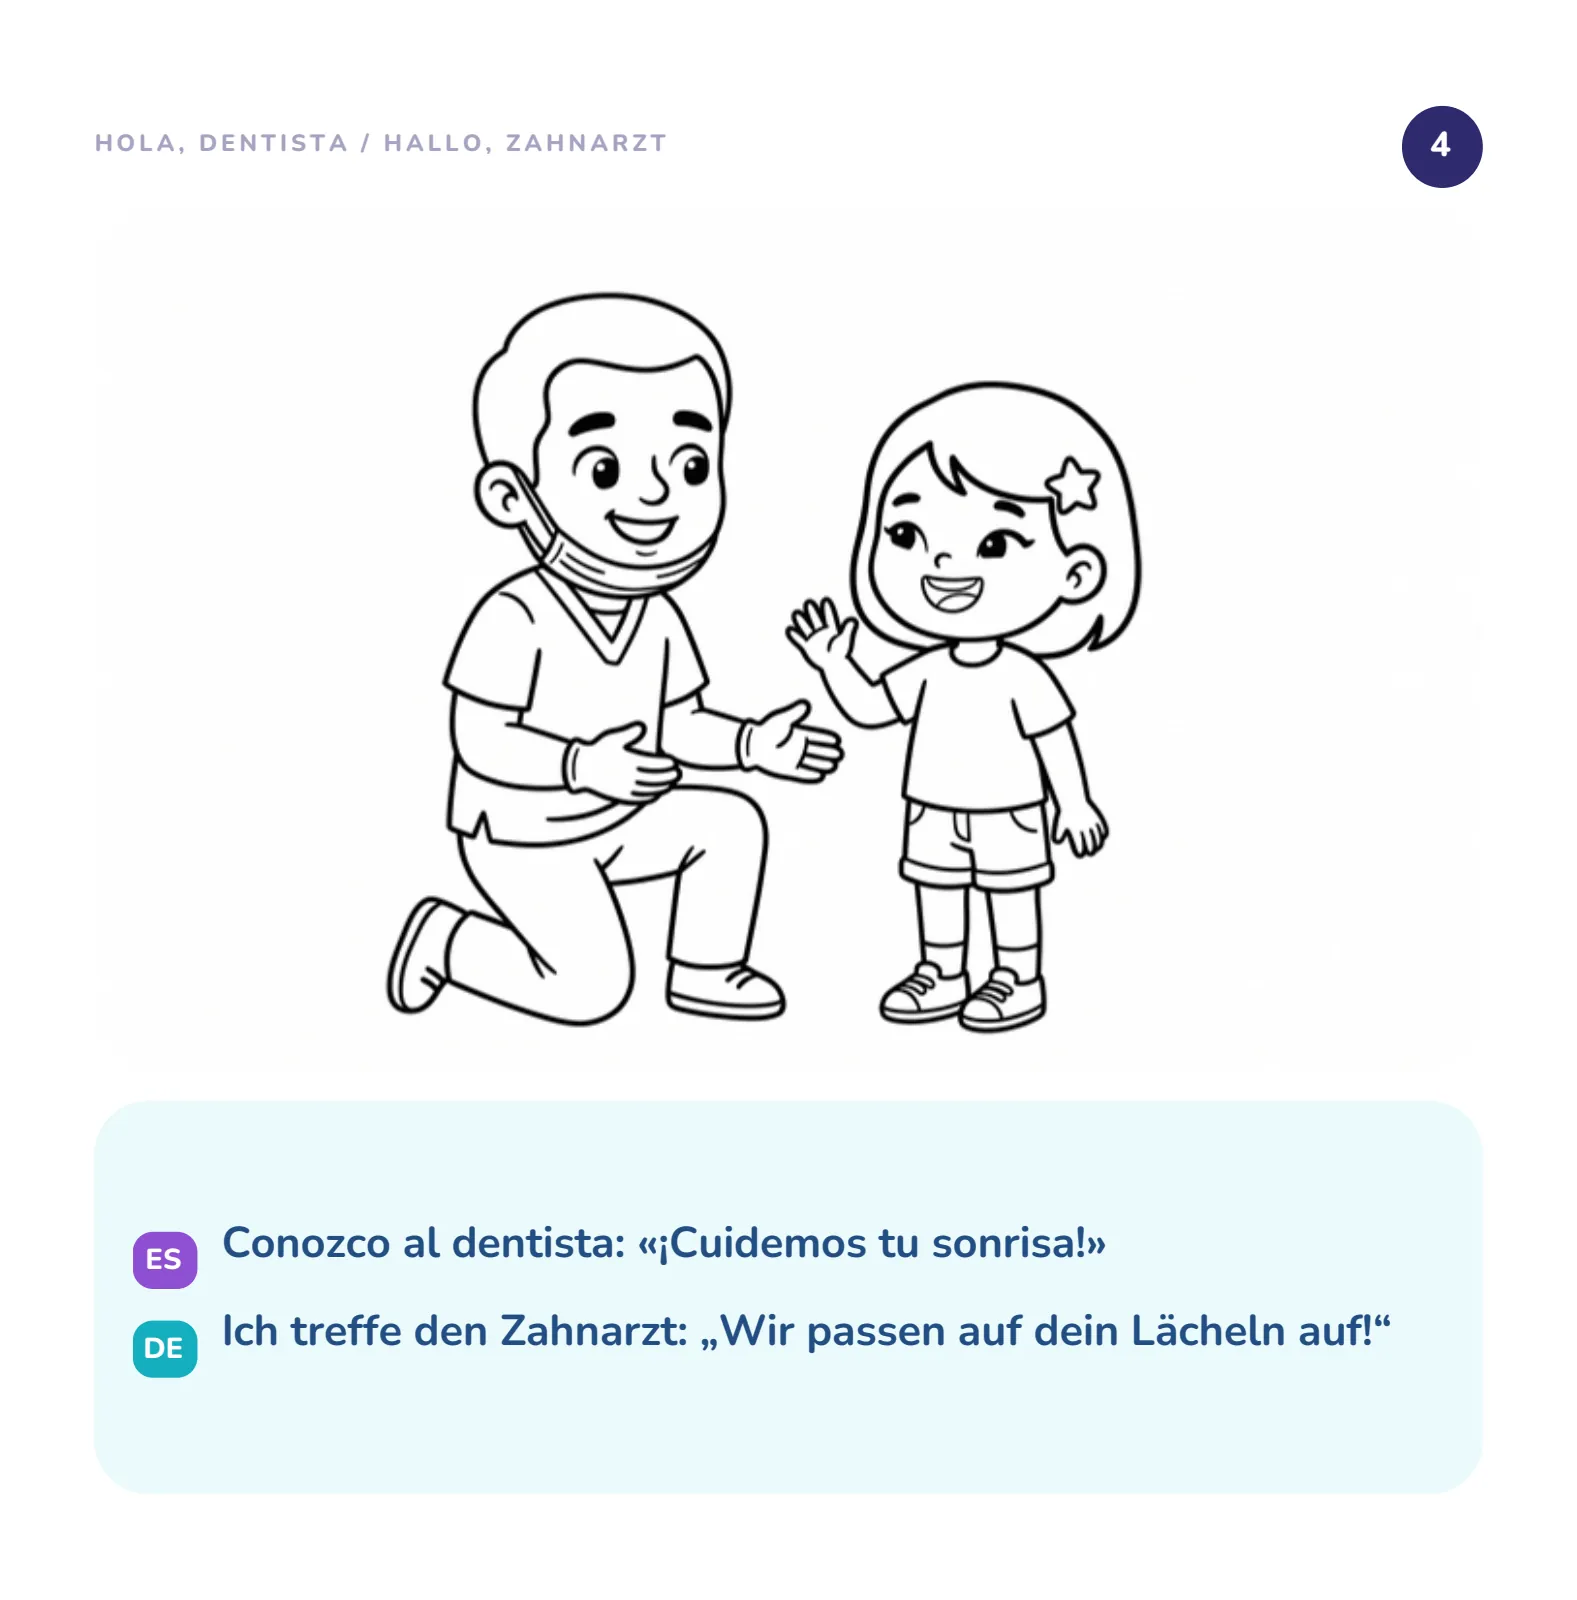 HOLA, DENTISTA / HALLO, ZAHNARZT
4
ES Conozco al dentista: «¡Cuidemos tu sonrisa!»
DE Ich treffe den Zahnarzt: „Wir passen auf dein Lächeln auf!“